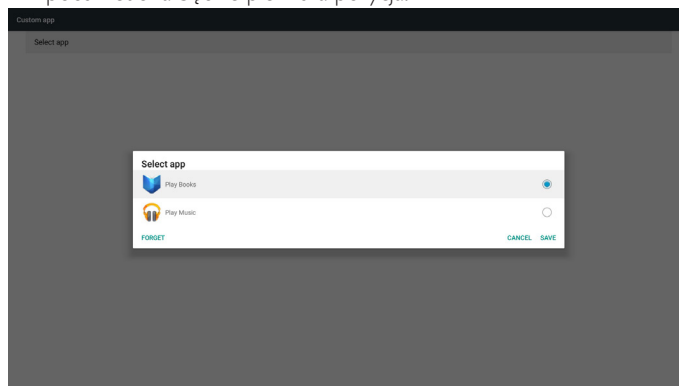 Custom app
Select app
Select app
Play Books
Play Music
FORGET CANCEL SAVE